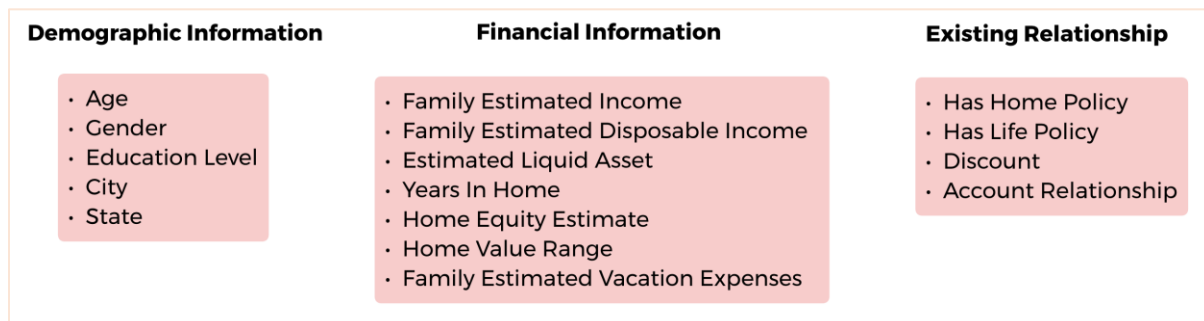 Demographic Information
• Age
• Gender
• Education Level
• City
• State
Financial Information
• Family Estimated Income
• Family Estimated Disposable Income
• Estimated Liquid Asset
• Years In Home
• Home Equity Estimate
• Home Value Range
• Family Estimated Vacation Expenses
Existing Relationship
• Has Home Policy
• Has Life Policy
• Discount
• Account Relationship